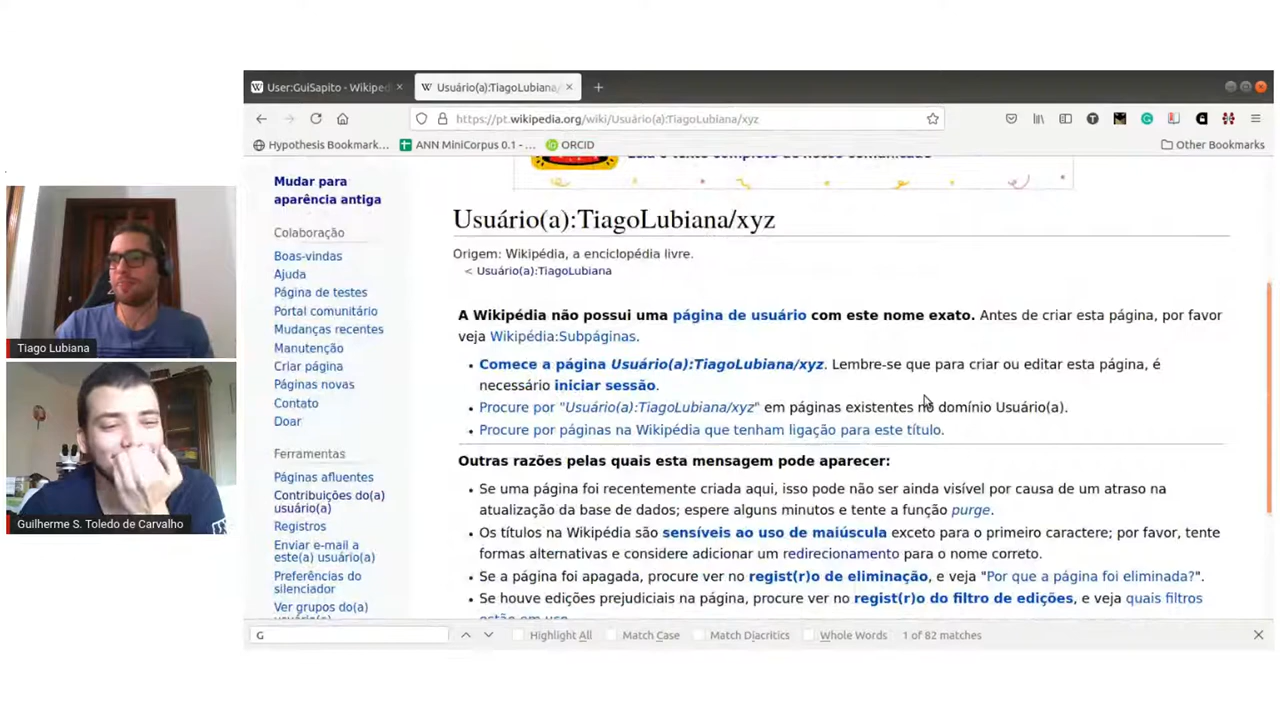 User:GuiSapito - Wikiped
Usuário(a):TiagoLubiana/
https://pt.wikipedia.org/wiki/Usuário(a):TiagoLubiana/xyz
Hypothesis Bookmark... ANN MiniCorpus 0.1 - ... ORCID Other Bookmarks
Leia o texto completo do nosso comunicado
Mudar para
aparência antiga
Colaboração
Boas-vindas
Ajuda
Página de testes
Portal comunitário
Mudanças recentes
Manutenção
Criar página
Páginas novas
Contato
Doar
Ferramentas
Páginas afluentes
Contribuições do(a)
usuário(a)
Registros
Enviar e-mail a
este(a) usuário(a)
Preferências do
silenciador
Ver grupos do(a)
usuário(a)
Usuário(a):TiagoLubiana/xyz
Origem: Wikipédia, a enciclopédia livre.
< Usuário(a):TiagoLubiana
A Wikipédia não possui uma página de usuário com este nome exato. Antes de criar esta página, por favor
veja Wikipédia:Subpáginas.
Comece a página Usuário(a):TiagoLubiana/xyz. Lembre-se que para criar ou editar esta página, é
necessário iniciar sessão.
Procure por "Usuário(a):TiagoLubiana/xyz" em páginas existentes no domínio Usuário(a).
Procure por páginas na Wikipédia que tenham ligação para este título.
Outras razões pelas quais esta mensagem pode aparecer:
Se uma página foi recentemente criada aqui, isso pode não ser ainda visível por causa de um atraso na
atualização da base de dados; espere alguns minutos e tente a função purge.
Os títulos na Wikipédia são sensíveis ao uso de maiúscula exceto para o primeiro caractere; por favor, tente
formas alternativas e considere adicionar um redirecionamento para o nome correto.
Se a página foi apagada, procure ver no regist(r)o de eliminação, e veja "Por que a página foi eliminada?".
Se houve edições prejudiciais na página, procure ver no regist(r)o do filtro de edições, e veja quais filtros
estão em uso.
G Highlight All Match Case Match Diacritics Whole Words 1 of 82 matches
Tiago Lubiana
Guilherme S. Toledo de Carvalho